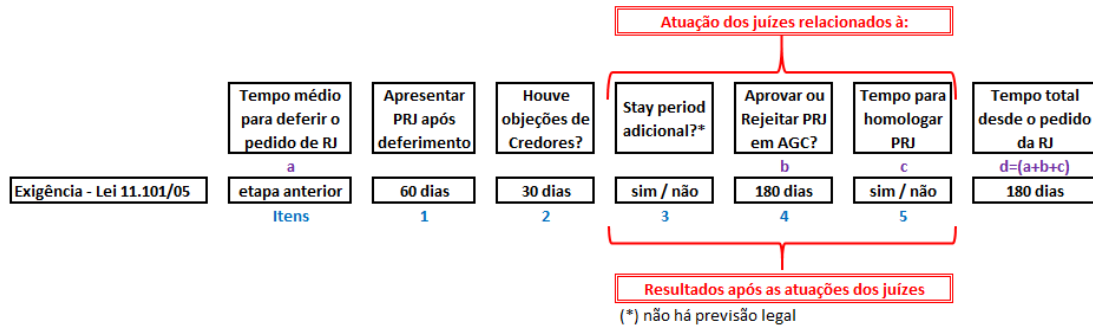 Atuação dos juízes relacionados à:
Tempo médio
para deferir o
pedido de RJ
Apresentar
PRJ após
deferimento
Houve
objeções de
Credores?
Stay period
adicional?*
Aprovar ou
Rejeitar PRJ
em AGC?
Tempo para
homologar
PRJ
Tempo total
desde o pedido
da RJ
a
b
c
d=(a+b+c)
Exigência - Lei 11.101/05
etapa anterior
60 dias
30 dias
sim / não
180 dias
sim / não
180 dias
Itens
1
2
3
4
5
Resultados após as atuações dos juízes
(*) não há previsão legal